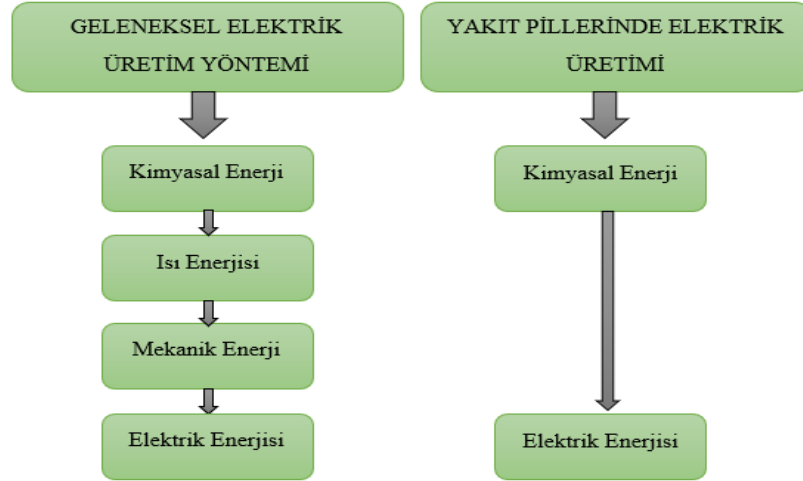 GELENEKSEL ELEKTRİK
ÜRETİM YÖNTEMİ
Kimyasal Enerji
Isı Enerjisi
Mekanik Enerji
Elektrik Enerjisi
YAKIT PİLLERİNDE ELEKTRİK
ÜRETİMİ
Kimyasal Enerji
Elektrik Enerjisi